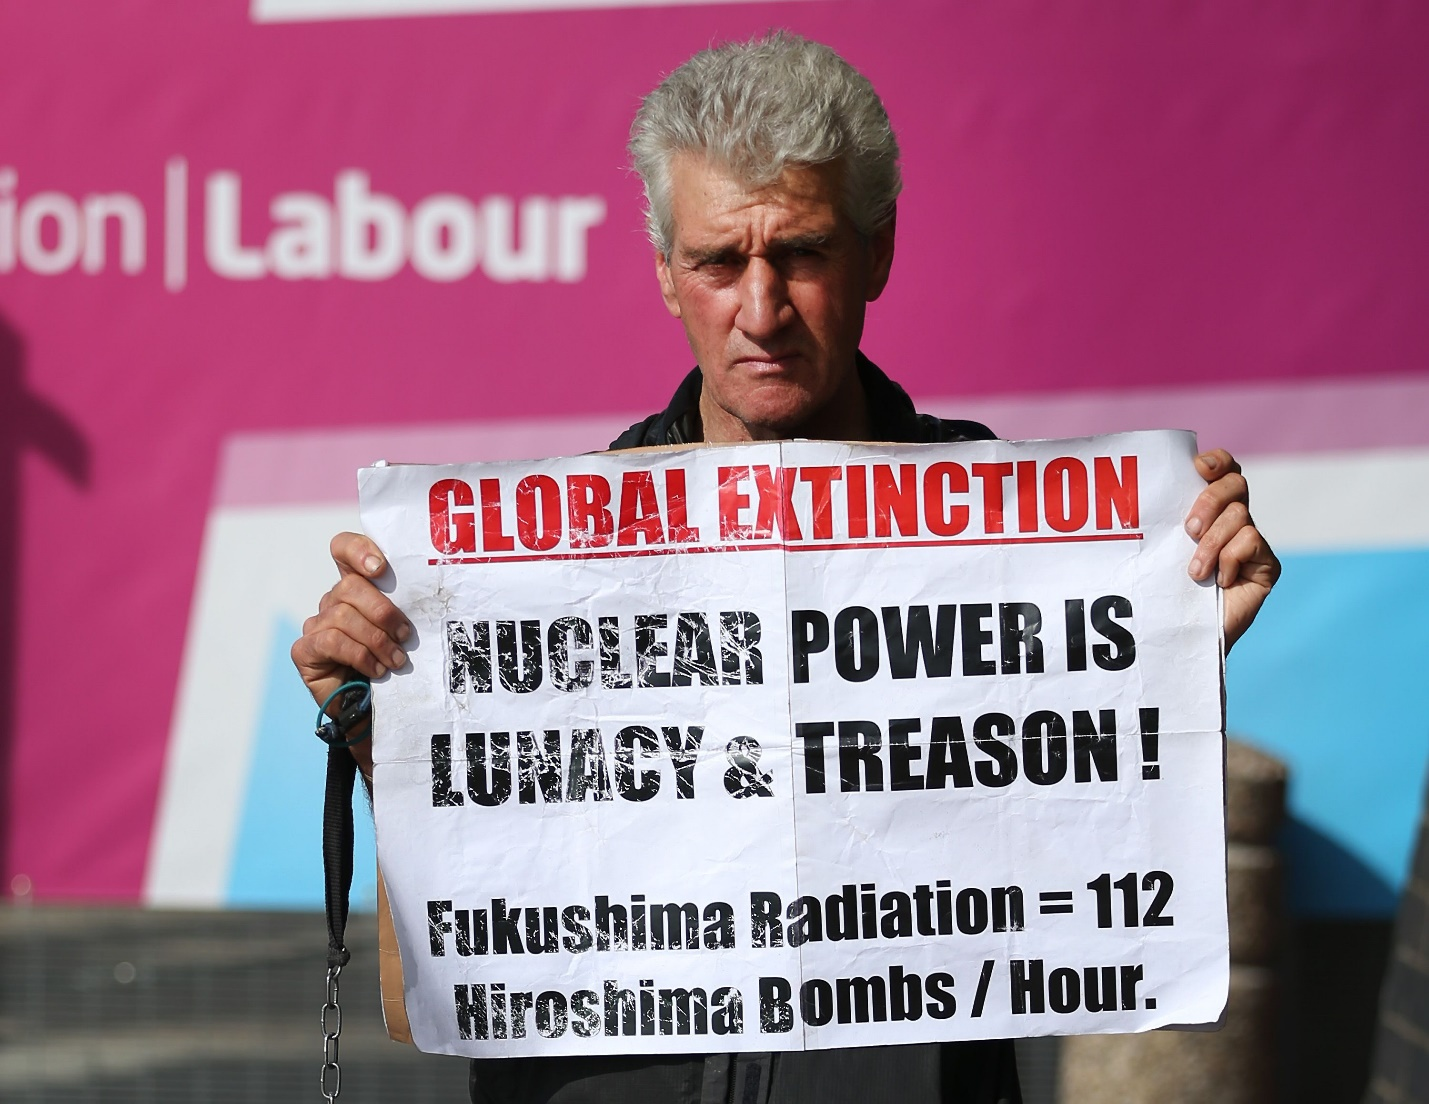 ion | Labour
GLOBAL EXTINCTION
NUCLEAR POWER IS
LUNACY & TREASON !
Fukushima Radiation = 112
Hiroshima Bombs / Hour.